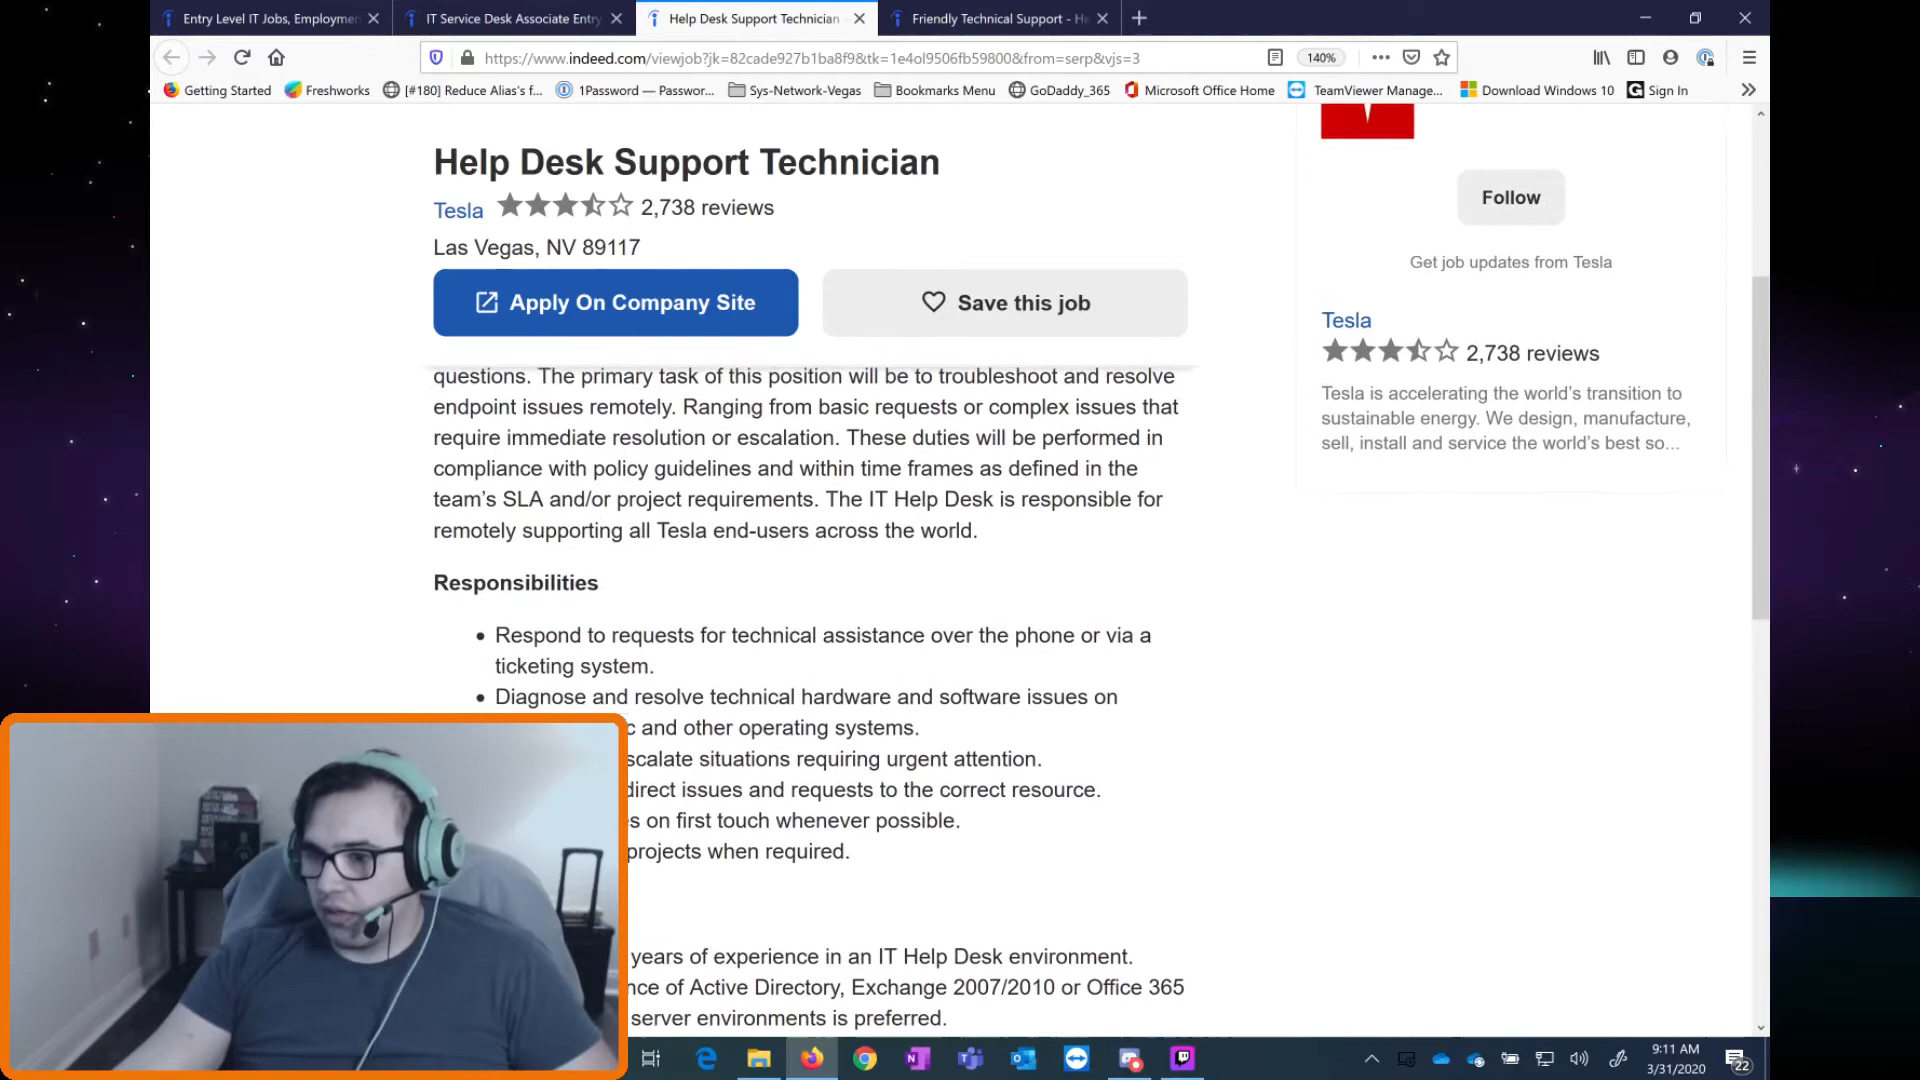 Entry Level IT Jobs, Employmen
IT Service Desk Associate Entry
Help Desk Support Technician -
Friendly Technical Support - He
https://www.indeed.com/viewjob?jk=82cade927b1ba8f9&tk=1e4ol9506fb59800&from=serp&vjs=3
140%
Getting Started
Freshworks
[#180] Reduce Alias's f...
1Password — Passwor...
Sys-Network-Vegas
Bookmarks Menu
GoDaddy_365
Microsoft Office Home
TeamViewer Manage...
Download Windows 10
Sign In
Help Desk Support Technician
Tesla 2,738 reviews
Las Vegas, NV 89117
Apply On Company Site
Save this job
questions. The primary task of this position will be to troubleshoot and resolve
endpoint issues remotely. Ranging from basic requests or complex issues that
require immediate resolution or escalation. These duties will be performed in
compliance with policy guidelines and within time frames as defined in the
team's SLA and/or project requirements. The IT Help Desk is responsible for
remotely supporting all Tesla end-users across the world.
Responsibilities
• Respond to requests for technical assistance over the phone or via a
ticketing system.
• Diagnose and resolve technical hardware and software issues on
c and other operating systems.
scalate situations requiring urgent attention.
direct issues and requests to the correct resource.
s on first touch whenever possible.
projects when required.
years of experience in an IT Help Desk environment.
nce of Active Directory, Exchange 2007/2010 or Office 365
server environments is preferred.
Follow
Get job updates from Tesla
Tesla
2,738 reviews
Tesla is accelerating the world's transition to
sustainable energy. We design, manufacture,
sell, install and service the world's best so...
9:11 AM
3/31/2020
22